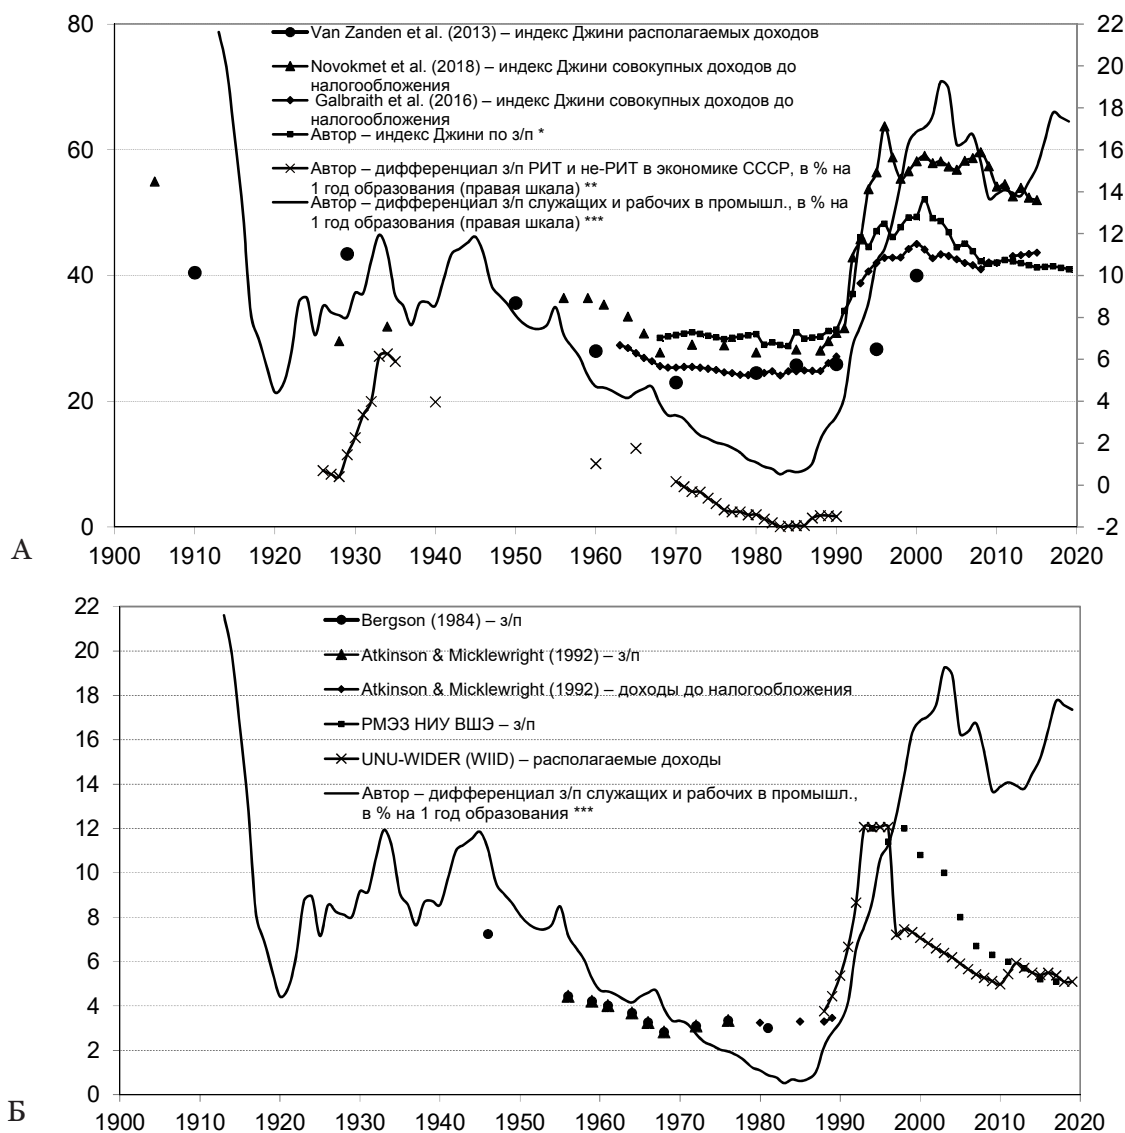 80
60
40
20
0
22
20
18
16
14
12
10
8
6
4
2
0
-2
Van Zanden et al. (2013) – индекс Джини располагаемых доходов
Novokmet et al. (2018) – индекс Джини совокупных доходов до
налогообложения
Galbraith et al. (2016) – индекс Джини совокупных доходов до
налогообложения
Автор – индекс Джини по з/п *
Автор – дифференциал з/п РИТ и не-РИТ в экономике СССР, в % на
1 год образования (правая шкала) **
Автор – дифференциал з/п служащих и рабочих в промышл., в % на
1 год образования (правая шкала) ***
А
1900 1910 1920 1930 1940 1950 1960 1970 1980 1990 2000 2010 2020
22
20
18
16
14
12
10
8
6
4
2
0
Bergson (1984) – з/п
Atkinson & Micklewright (1992) – з/п
Atkinson & Micklewright (1992) – доходы до налогообложения
РМЭЗ НИУ ВШЭ – з/п
UNU-WIDER (WIID) – располагаемые доходы
Автор – дифференциал з/п служащих и рабочих в промышл.,
в % на 1 год образования ***
Б
1900 1910 1920 1930 1940 1950 1960 1970 1980 1990 2000 2010 2020